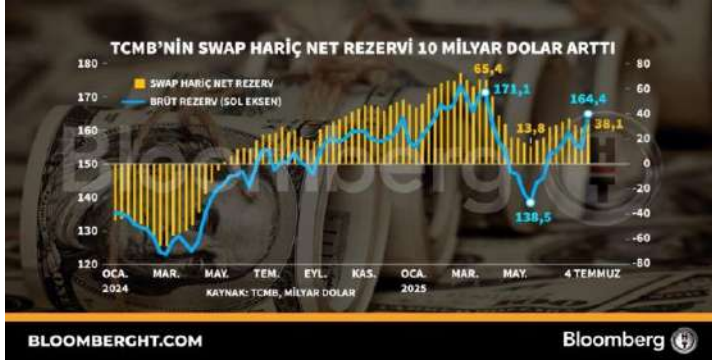 TCMB'NİN SWAP HARİÇ NET REZERVİ 10 MİLYAR DOLAR ARTTI
180
170
160
150
140
130
120
SWAP HARİÇ NET REZERV
BRÜT REZERV (SOL EKSEN)
65,4
171,1
13,8
138,5
164,4
38,1
80
60
40
20
0
-20
-40
-60
-80
OCA. MAR. MAY. TEM. EYL. KAS. OCA. MAR. MAY. 4 TEMMUZ
2024 2025
KAYNAK: TCMB, MİLYAR DOLAR
Bloomberg HT
BLOOMBERGHT.COM
Bloomberg HT